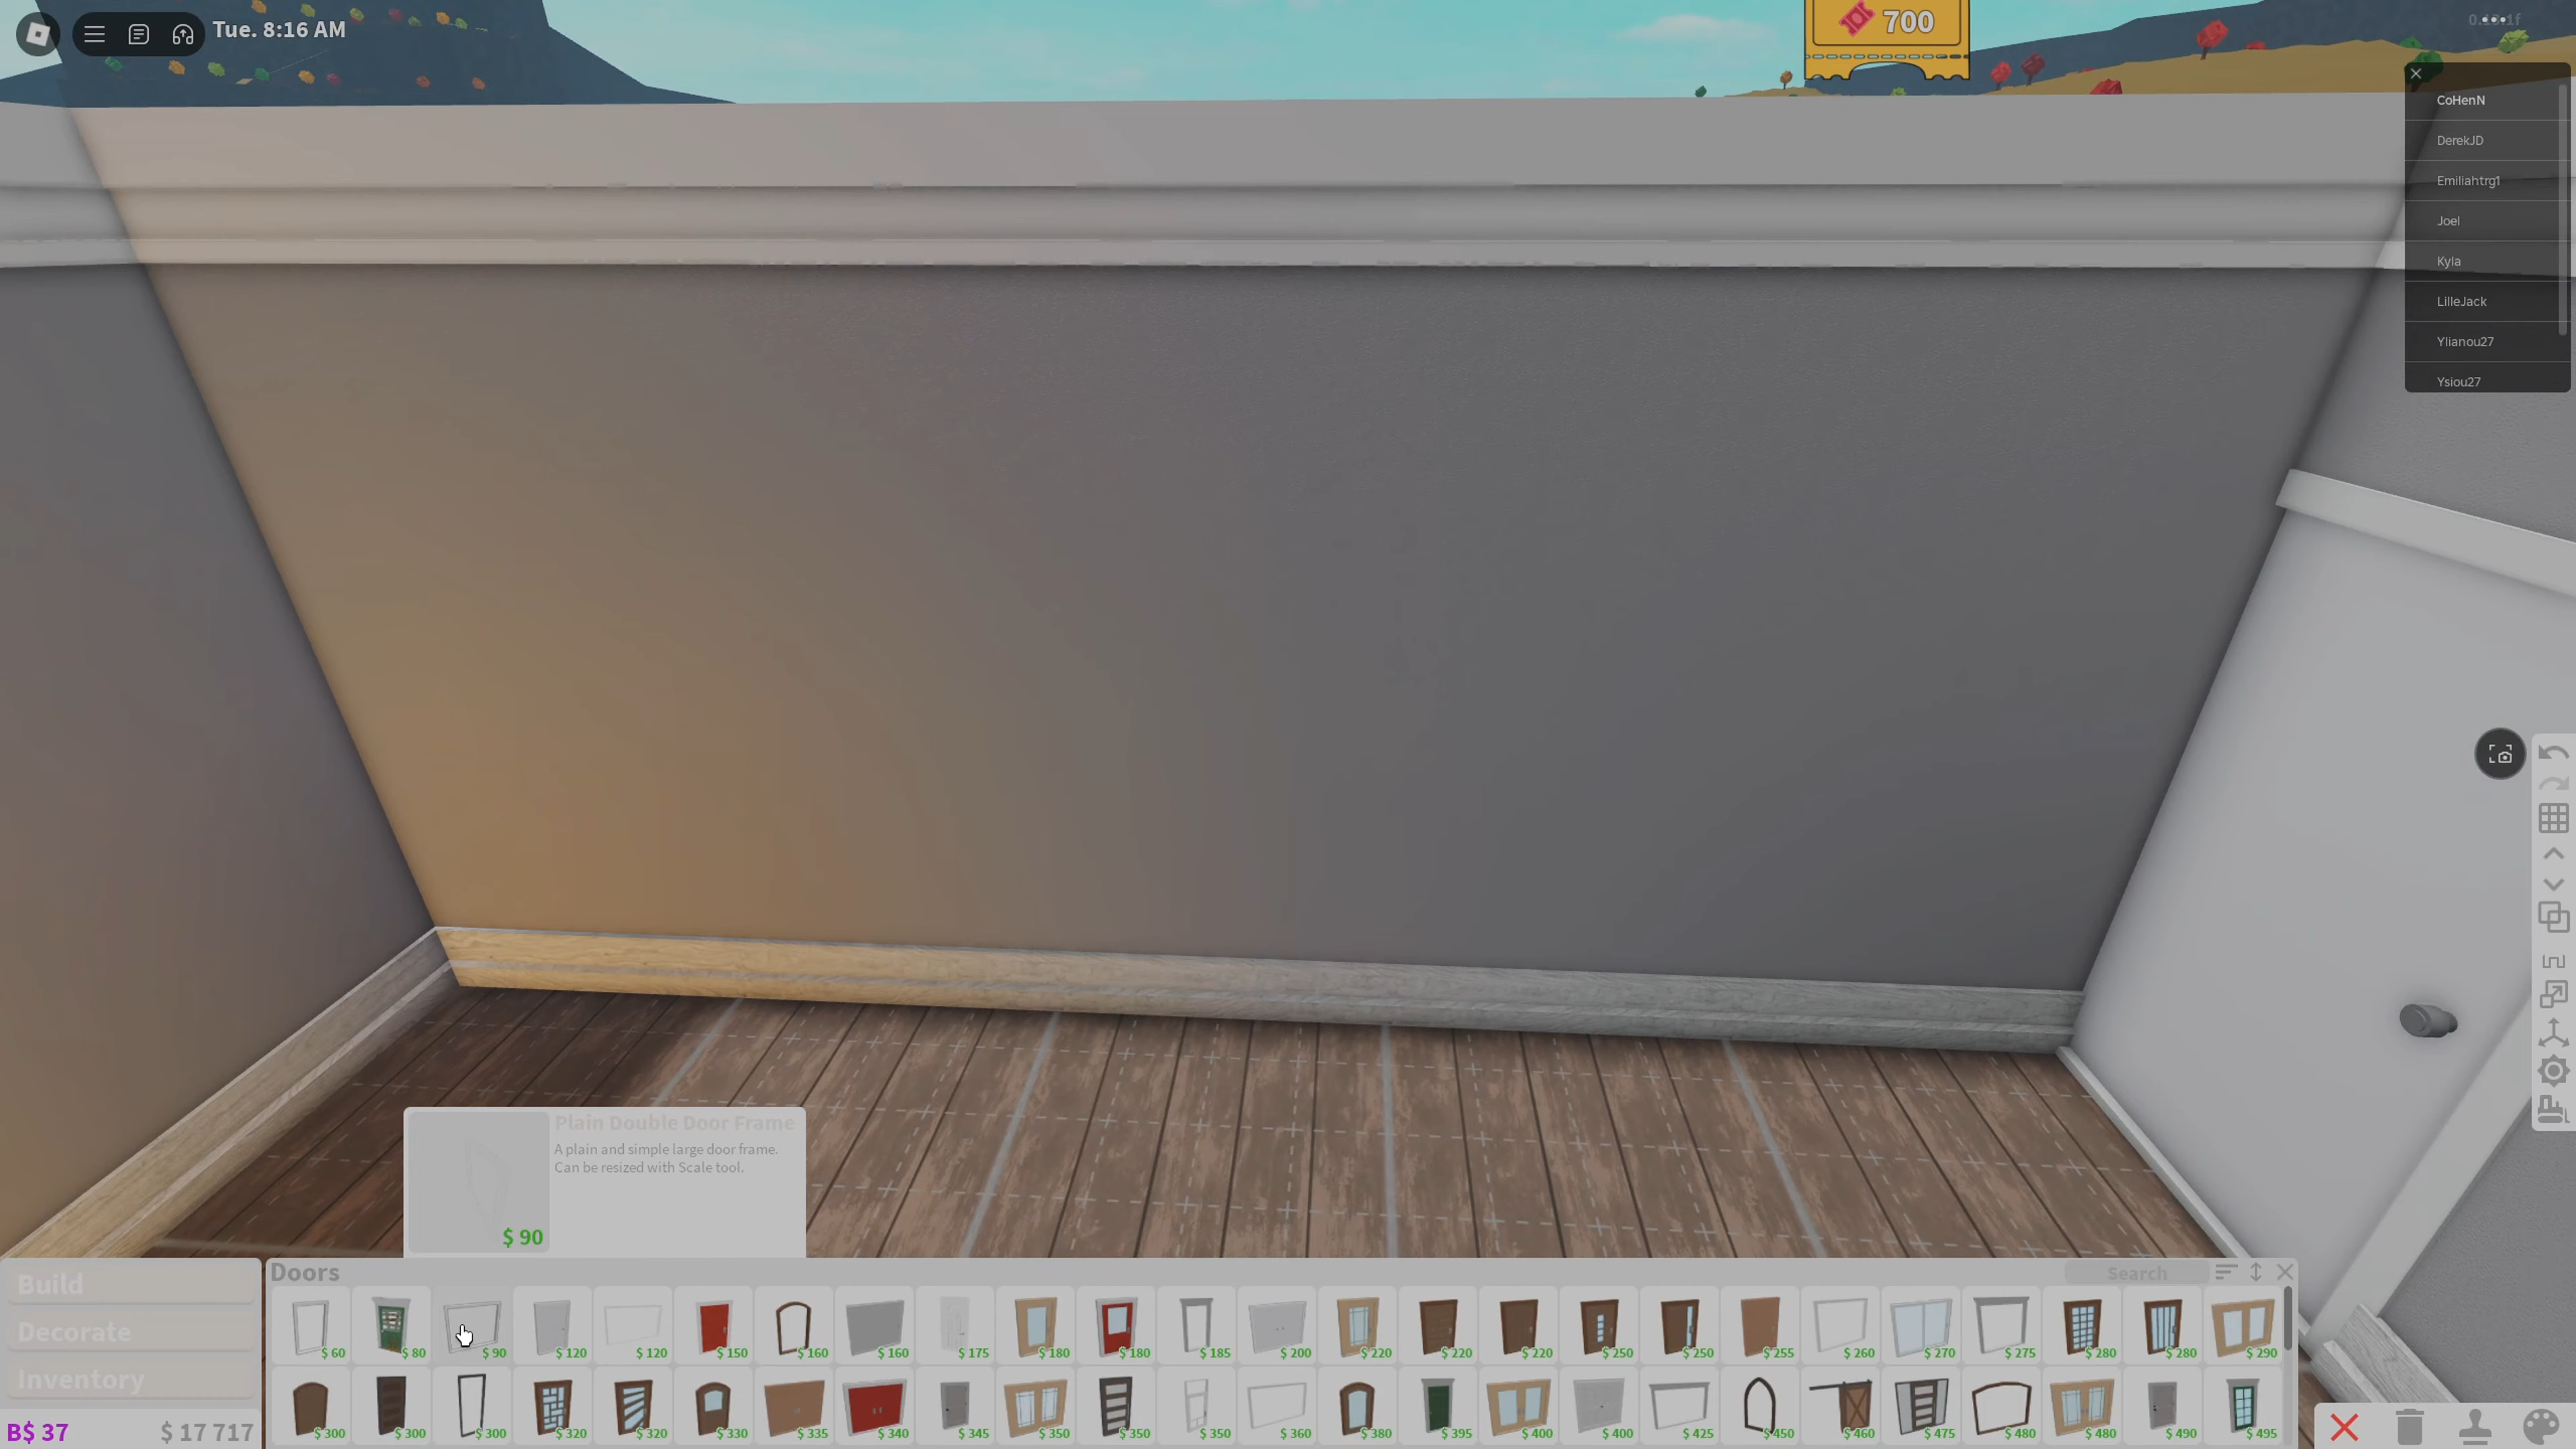 Tue. 8:16 AM
700
CoHenN
DerekJD
Emiliahtrg1
Joel
Kyla
LilleJack
Ylianou27
Ysiou27
Plain Double Door Frame
A plain and simple large door frame.
Can be resized with Scale tool.
$ 90
Build
Decorate
Inventory
B$ 37
$ 17 717
Doors
Search
$ 60 $ 80 $ 90 $ 120 $ 120 $ 150 $ 160 $ 160 $ 175 $ 180 $ 180 $ 185 $ 200 $ 220 $ 220 $ 220 $ 250 $ 250 $ 255 $ 260 $ 270 $ 275 $ 280 $ 280 $ 290
$ 300 $ 300 $ 300 $ 320 $ 320 $ 330 $ 335 $ 340 $ 345 $ 350 $ 350 $ 350 $ 360 $ 380 $ 395 $ 400 $ 400 $ 425 $ 450 $ 460 $ 475 $ 480 $ 480 $ 490 $ 495